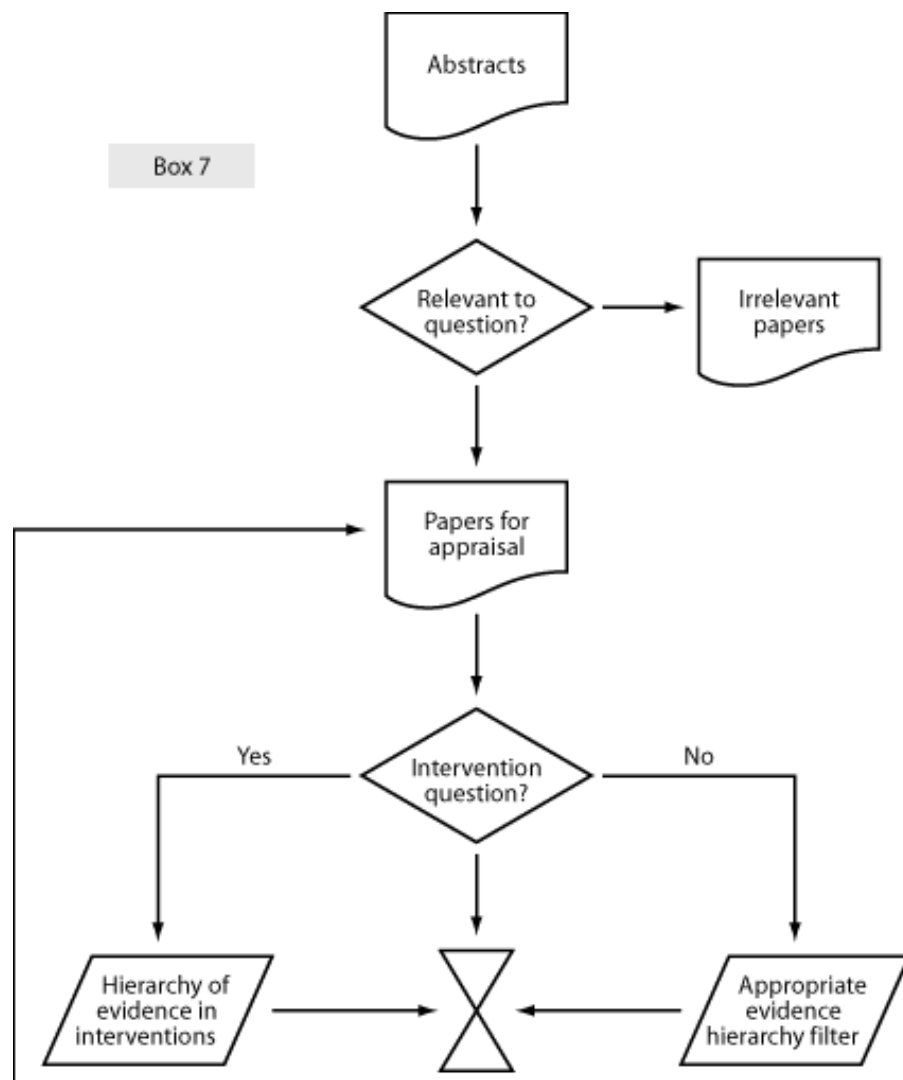 Abstracts
Box 7
Relevant to
question?
Irrelevant
papers
Papers for
appraisal
Yes
Intervention
question?
No
Hierarchy of
evidence in
interventions
Appropriate
evidence
hierarchy filter